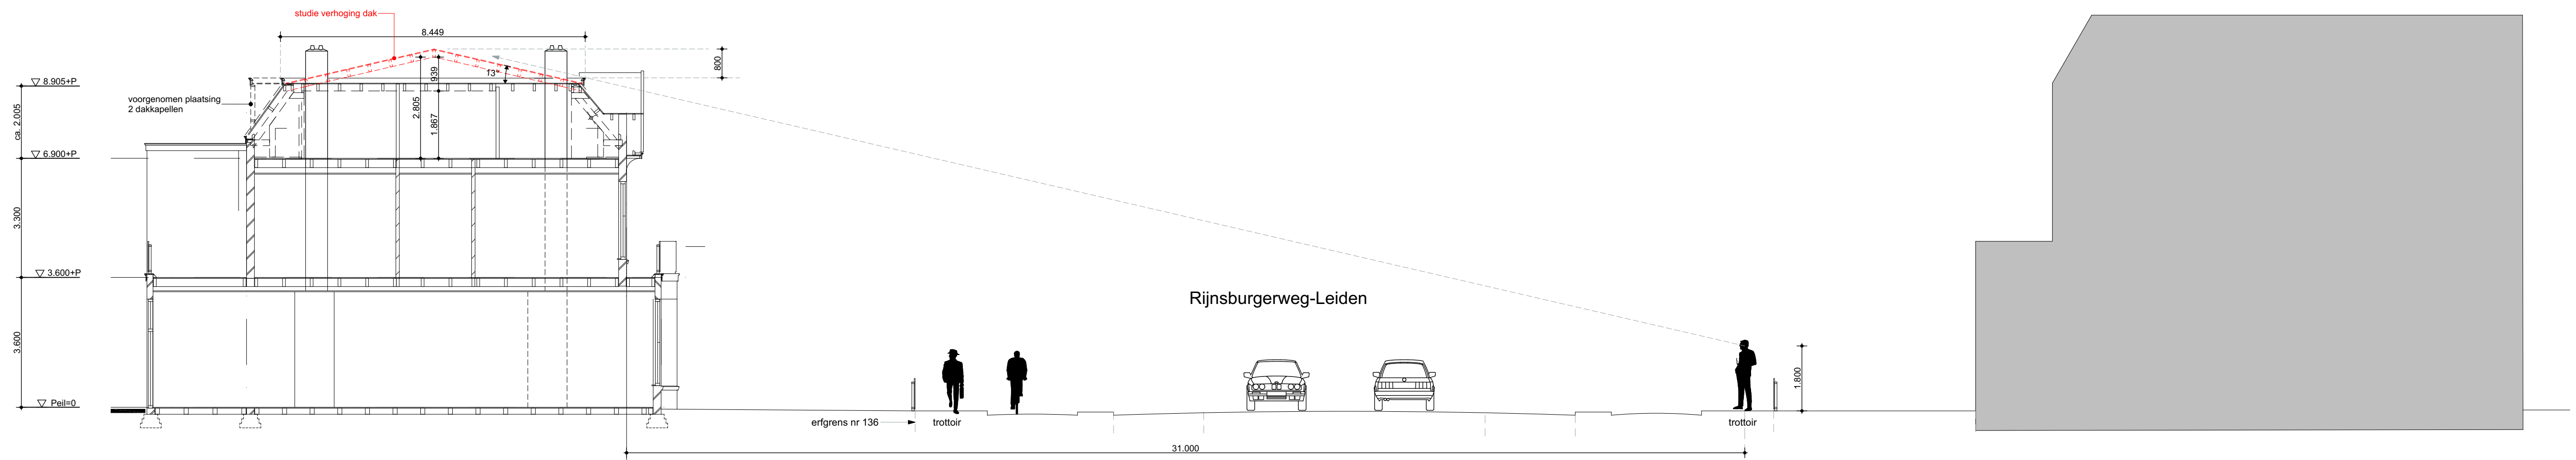 studie verhoging dak
8.449
800
939
13°
8.905+P
voorgenomen plaatsing
2 dakkapellen
2.805
1.867
ca. 2.005
6.900+P
3.300
3.600+P
Rijnsburgerweg-Leiden
3.600
1.800
Peil=0
erfgrens nr 136
trottoir
trottoir
31.000